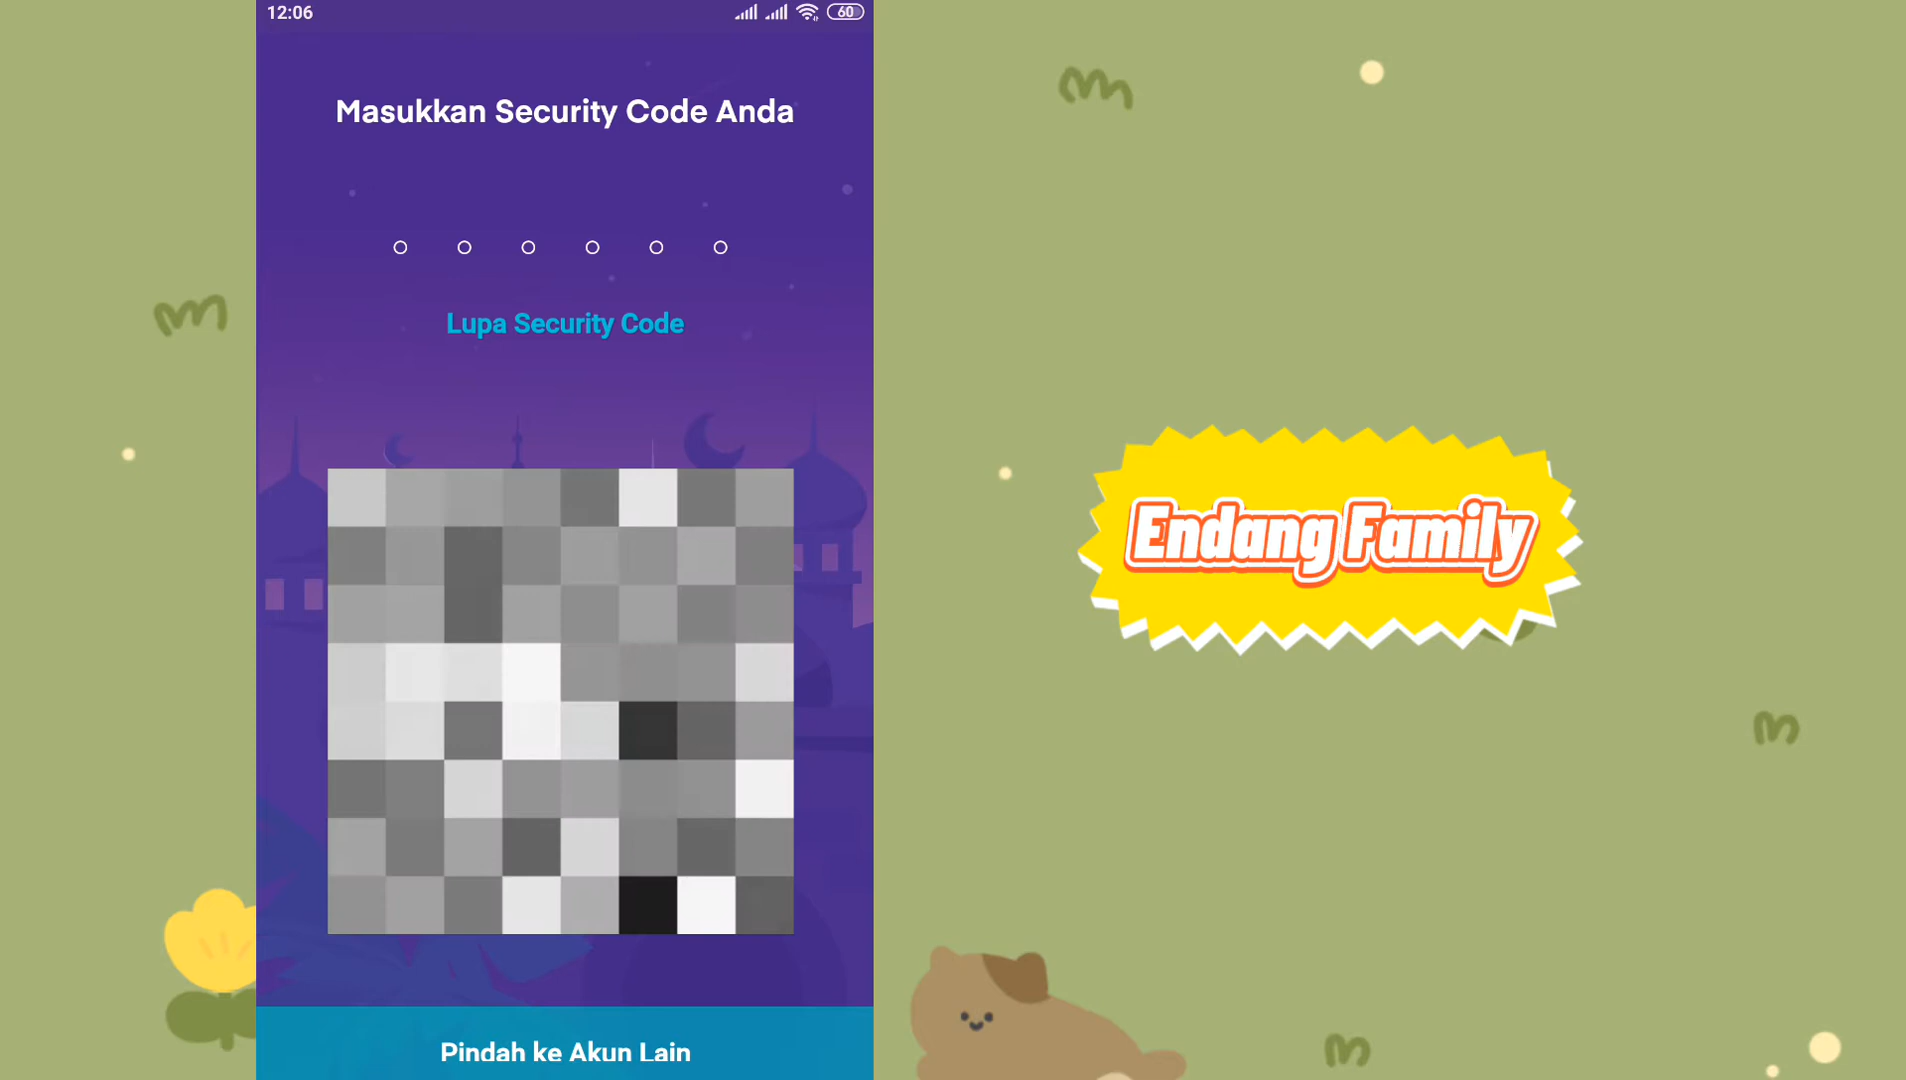 12:06
60
Masukkan Security Code Anda
Lupa Security Code
Endang Family
Pindah ke Akun Lain